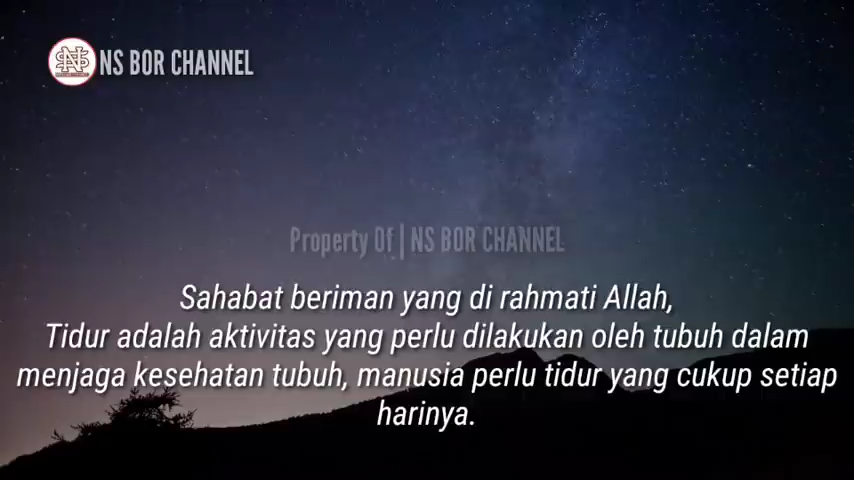 NS BOR CHANNEL
Property Of | NS BOR CHANNEL
Sahabat beriman yang di rahmati Allah,
Tidur adalah aktivitas yang perlu dilakukan oleh tubuh dalam
menjaga kesehatan tubuh, manusia perlu tidur yang cukup setiap
harinya.